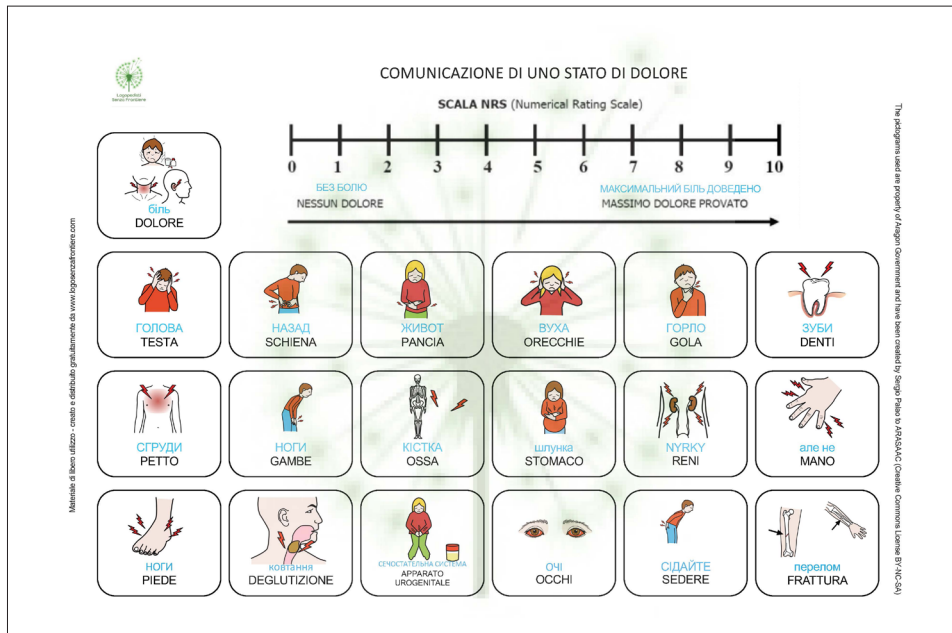 Logopedisti
Senza Frontiere
COMUNICAZIONE DI UNO STATO DI DOLORE
SCALA NRS (Numerical Rating Scale)
0 1 2 3 4 5 6 7 8 9 10
БЕЗ БОЛЮ
NESSUN DOLORE
МАКСИМАЛЬНИЙ БІЛЬ ДОВЕДЕНО
MASSIMO DOLORE PROVATO
біль
DOLORE
ГОЛОВА
TESTA
НАЗАД
SCHIENA
ЖИВОТ
PANCIA
ВУХА
ORECCHIE
ГОРЛО
GOLA
ЗУБИ
DENTI
СГРУДИ
PETTO
НОГИ
GAMBE
КІСТКА
OSSA
шлунка
STOMACO
NYRKY
RENI
але не
MANO
НОГИ
PIEDE
ковтання
DEGLUTIZIONE
СЕЧОСТАТЕЛЬНА СИСТЕМА
APPARATO
UROGENITALE
ОЧІ
OCCHI
СІДАЙТЕ
SEDERE
перелом
FRATTURA
Materiale di libero utilizzo - creato e distribuito gratuitamente da www.logosenzafrontiere.com
The pictograms used are property of Aragon Government and have been created by Sergio Palao to ARASAAC (Creative Commons License BY-NC-SA)